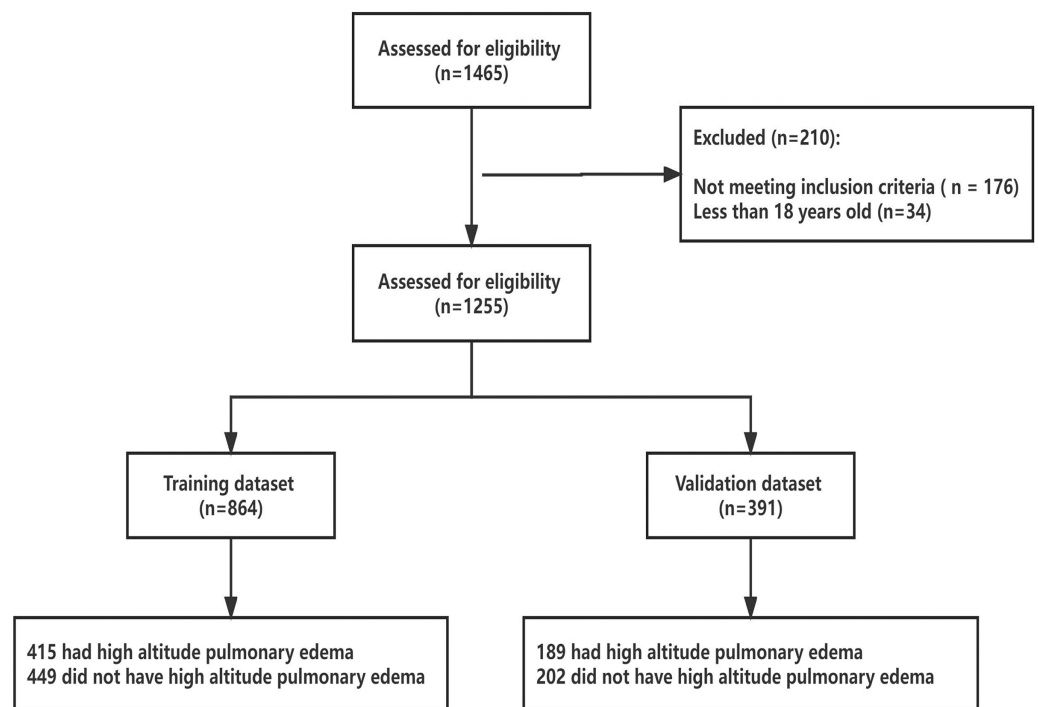 Assessed for eligibility
(n=1465)
Excluded (n=210):
Not meeting inclusion criteria ( n = 176)
Less than 18 years old (n=34)
Assessed for eligibility
(n=1255)
Training dataset
(n=864)
Validation dataset
(n=391)
415 had high altitude pulmonary edema
449 did not have high altitude pulmonary edema
189 had high altitude pulmonary edema
202 did not have high altitude pulmonary edema